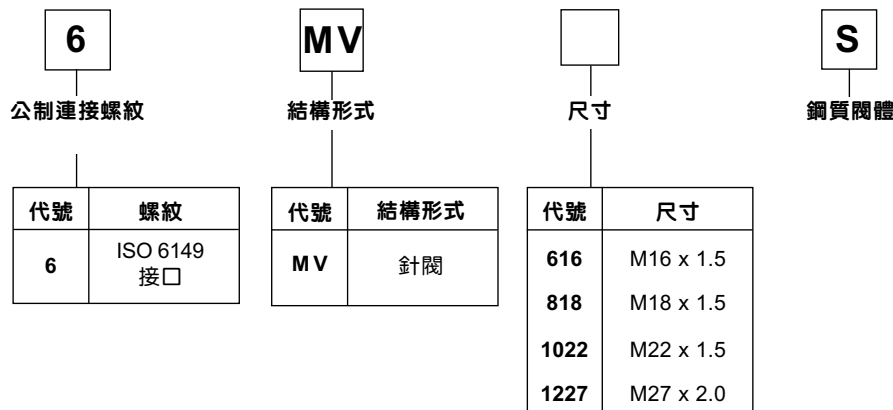 6 MV S
公制連接螺紋 結構形式 尺寸 鋼質閥體
代號 螺紋
6 ISO 6149
接口
代號 結構形式
MV 針閥
代號 尺寸
616 M16 x 1.5
818 M18 x 1.5
1022 M22 x 1.5
1227 M27 x 2.0